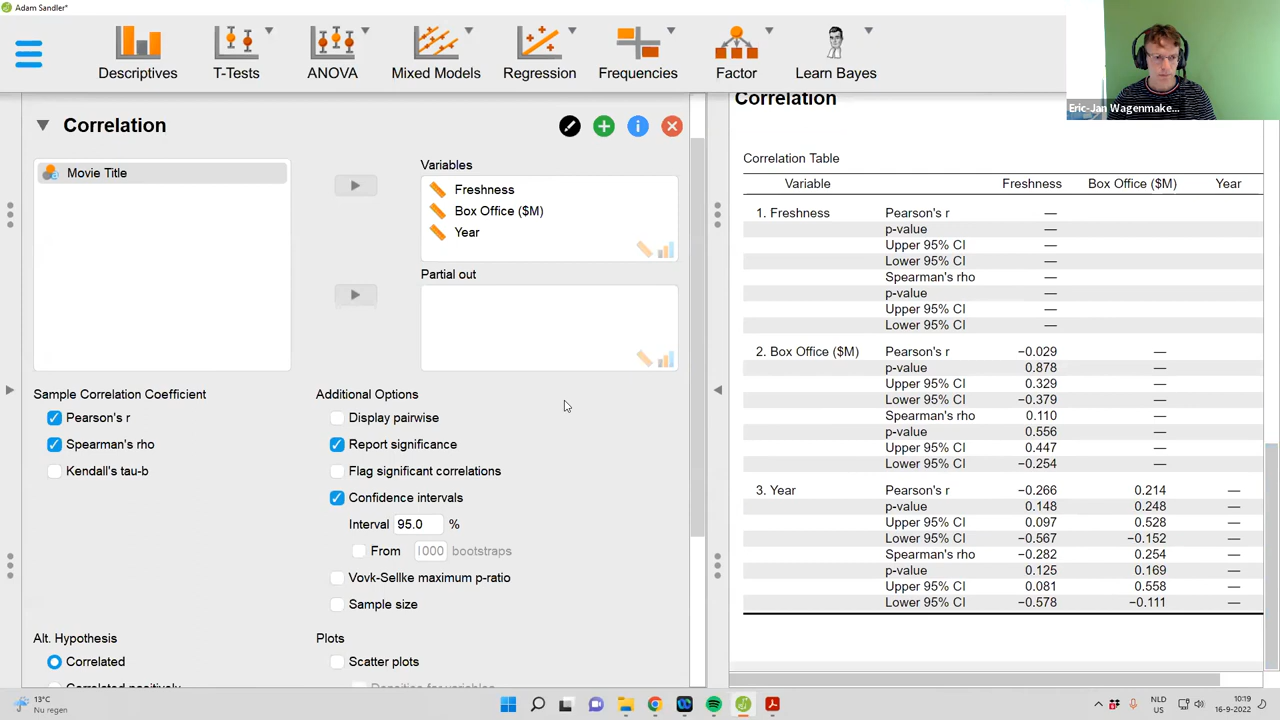 Adam Sandler*
Descriptives T-Tests ANOVA Mixed Models Regression Frequencies Factor Learn Bayes
Eric-Jan Wagenmake...
Correlation
Movie Title
Variables
Freshness
Box Office ($M)
Year
Partial out
Sample Correlation Coefficient
Pearson's r
Spearman's rho
Kendall's tau-b
Additional Options
Display pairwise
Report significance
Flag significant correlations
Confidence intervals
Interval 95.0 %
From 1000 bootstraps
Vovk-Sellke maximum p-ratio
Sample size
Alt. Hypothesis
Correlated
Correlated positively
Plots
Scatter plots
Densities for variables
Correlation
Correlation Table
Variable Freshness Box Office ($M) Year
1. Freshness Pearson's r —
p-value —
Upper 95% CI —
Lower 95% CI —
Spearman's rho —
p-value —
Upper 95% CI —
Lower 95% CI —
2. Box Office ($M) Pearson's r −0.029 —
p-value 0.878 —
Upper 95% CI 0.329 —
Lower 95% CI −0.379 —
Spearman's rho 0.110 —
p-value 0.556 —
Upper 95% CI 0.447 —
Lower 95% CI −0.254 —
3. Year Pearson's r −0.266 0.214 —
p-value 0.148 0.248 —
Upper 95% CI 0.097 0.528 —
Lower 95% CI −0.567 −0.152 —
Spearman's rho −0.282 0.254 —
p-value 0.125 0.169 —
Upper 95% CI 0.081 0.558 —
Lower 95% CI −0.578 −0.111 —
13°C
Nu regen
NLD
US
10:19
16-9-2022